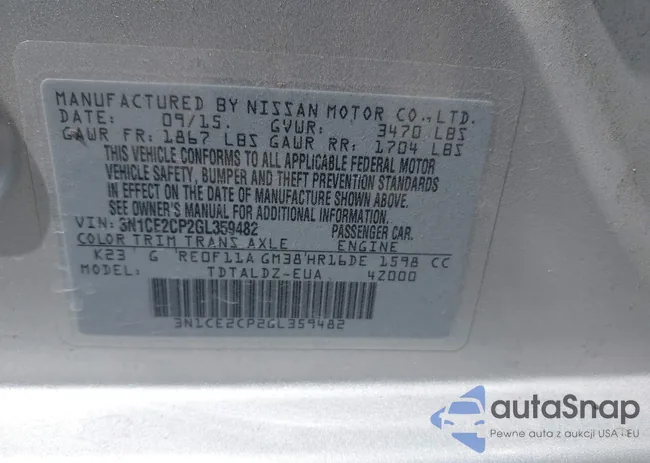 MANUFACTURED BY NISSAN MOTOR CO.,LTD.
DATE: 09/15. GVWR: 3470 LBS
GAWR FR: 1867 LBS GAWR RR: 1704 LBS
THIS VEHICLE CONFORMS TO ALL APPLICABLE FEDERAL MOTOR
VEHICLE SAFETY, BUMPER AND THEFT PREVENTION STANDARDS
IN EFFECT ON THE DATE OF MANUFACTURE SHOWN ABOVE.
SEE OWNER'S MANUAL FOR ADDITIONAL INFORMATION.
VIN: 3N1CE2CP2GL359482 PASSENGER CAR.
COLOR TRIM TRANS AXLE ENGINE
K23 G RE0F11A GM38 HR16DE 1598 CC
MODEL: TDTALDZ-EUA 4Z000
3N1CE2CP2GL359482
autaSnap
Pewne auta z aukcji USA i EU